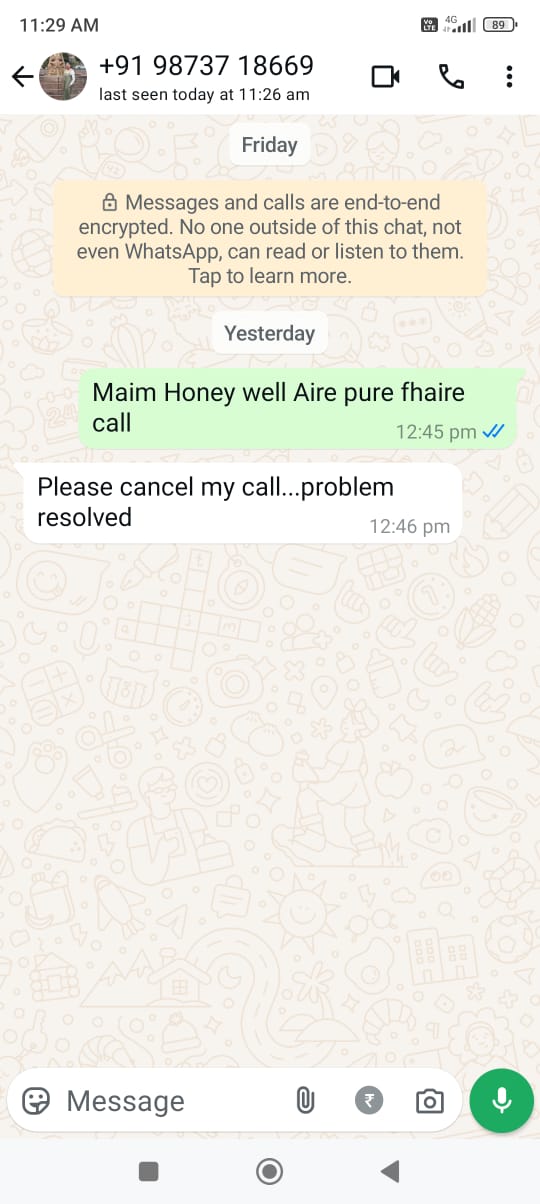 11:29 AM
Vo LTE 4G 89
+91 98737 18669
last seen today at 11:26 am
Friday
Messages and calls are end-to-end
encrypted. No one outside of this chat, not
even WhatsApp, can read or listen to them.
Tap to learn more.
Yesterday
Maim Honey well Aire pure fhaire
call
12:45 pm
Please cancel my call...problem
resolved
12:46 pm
Message
₹